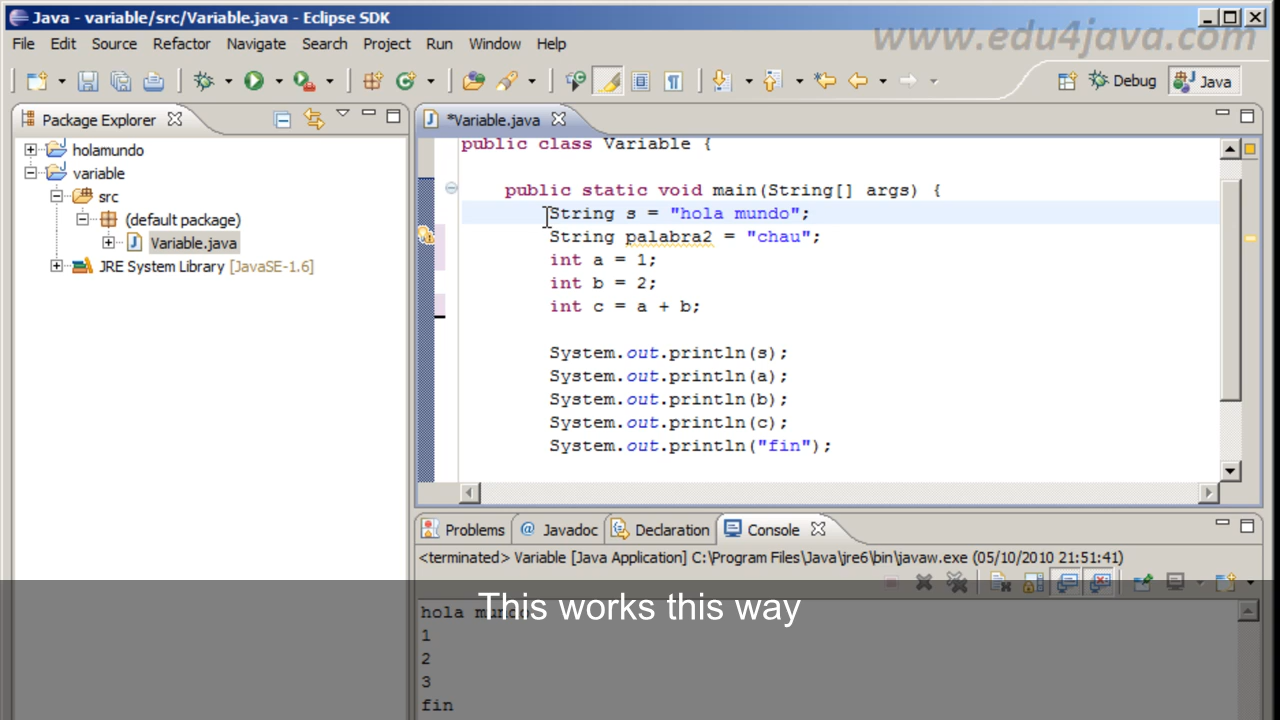 Java - variable/src/Variable.java - Eclipse SDK
www.edu4java.com
File Edit Source Refactor Navigate Search Project Run Window Help
Debug Java
Package Explorer
holamundo
variable
src
(default package)
Variable.java
JRE System Library [JavaSE-1.6]
*Variable.java
public class Variable {
public static void main(String[] args) {
String s = "hola mundo";
String palabra2 = "chau";
int a = 1;
int b = 2;
int c = a + b;
System.out.println(s);
System.out.println(a);
System.out.println(b);
System.out.println(c);
System.out.println("fin");
Problems @ Javadoc Declaration Console
<terminated> Variable [Java Application] C:\Program Files\Java\jre6\bin\javaw.exe (05/10/2010 21:51:41)
This works this way
hola mundo
1
2
3
fin